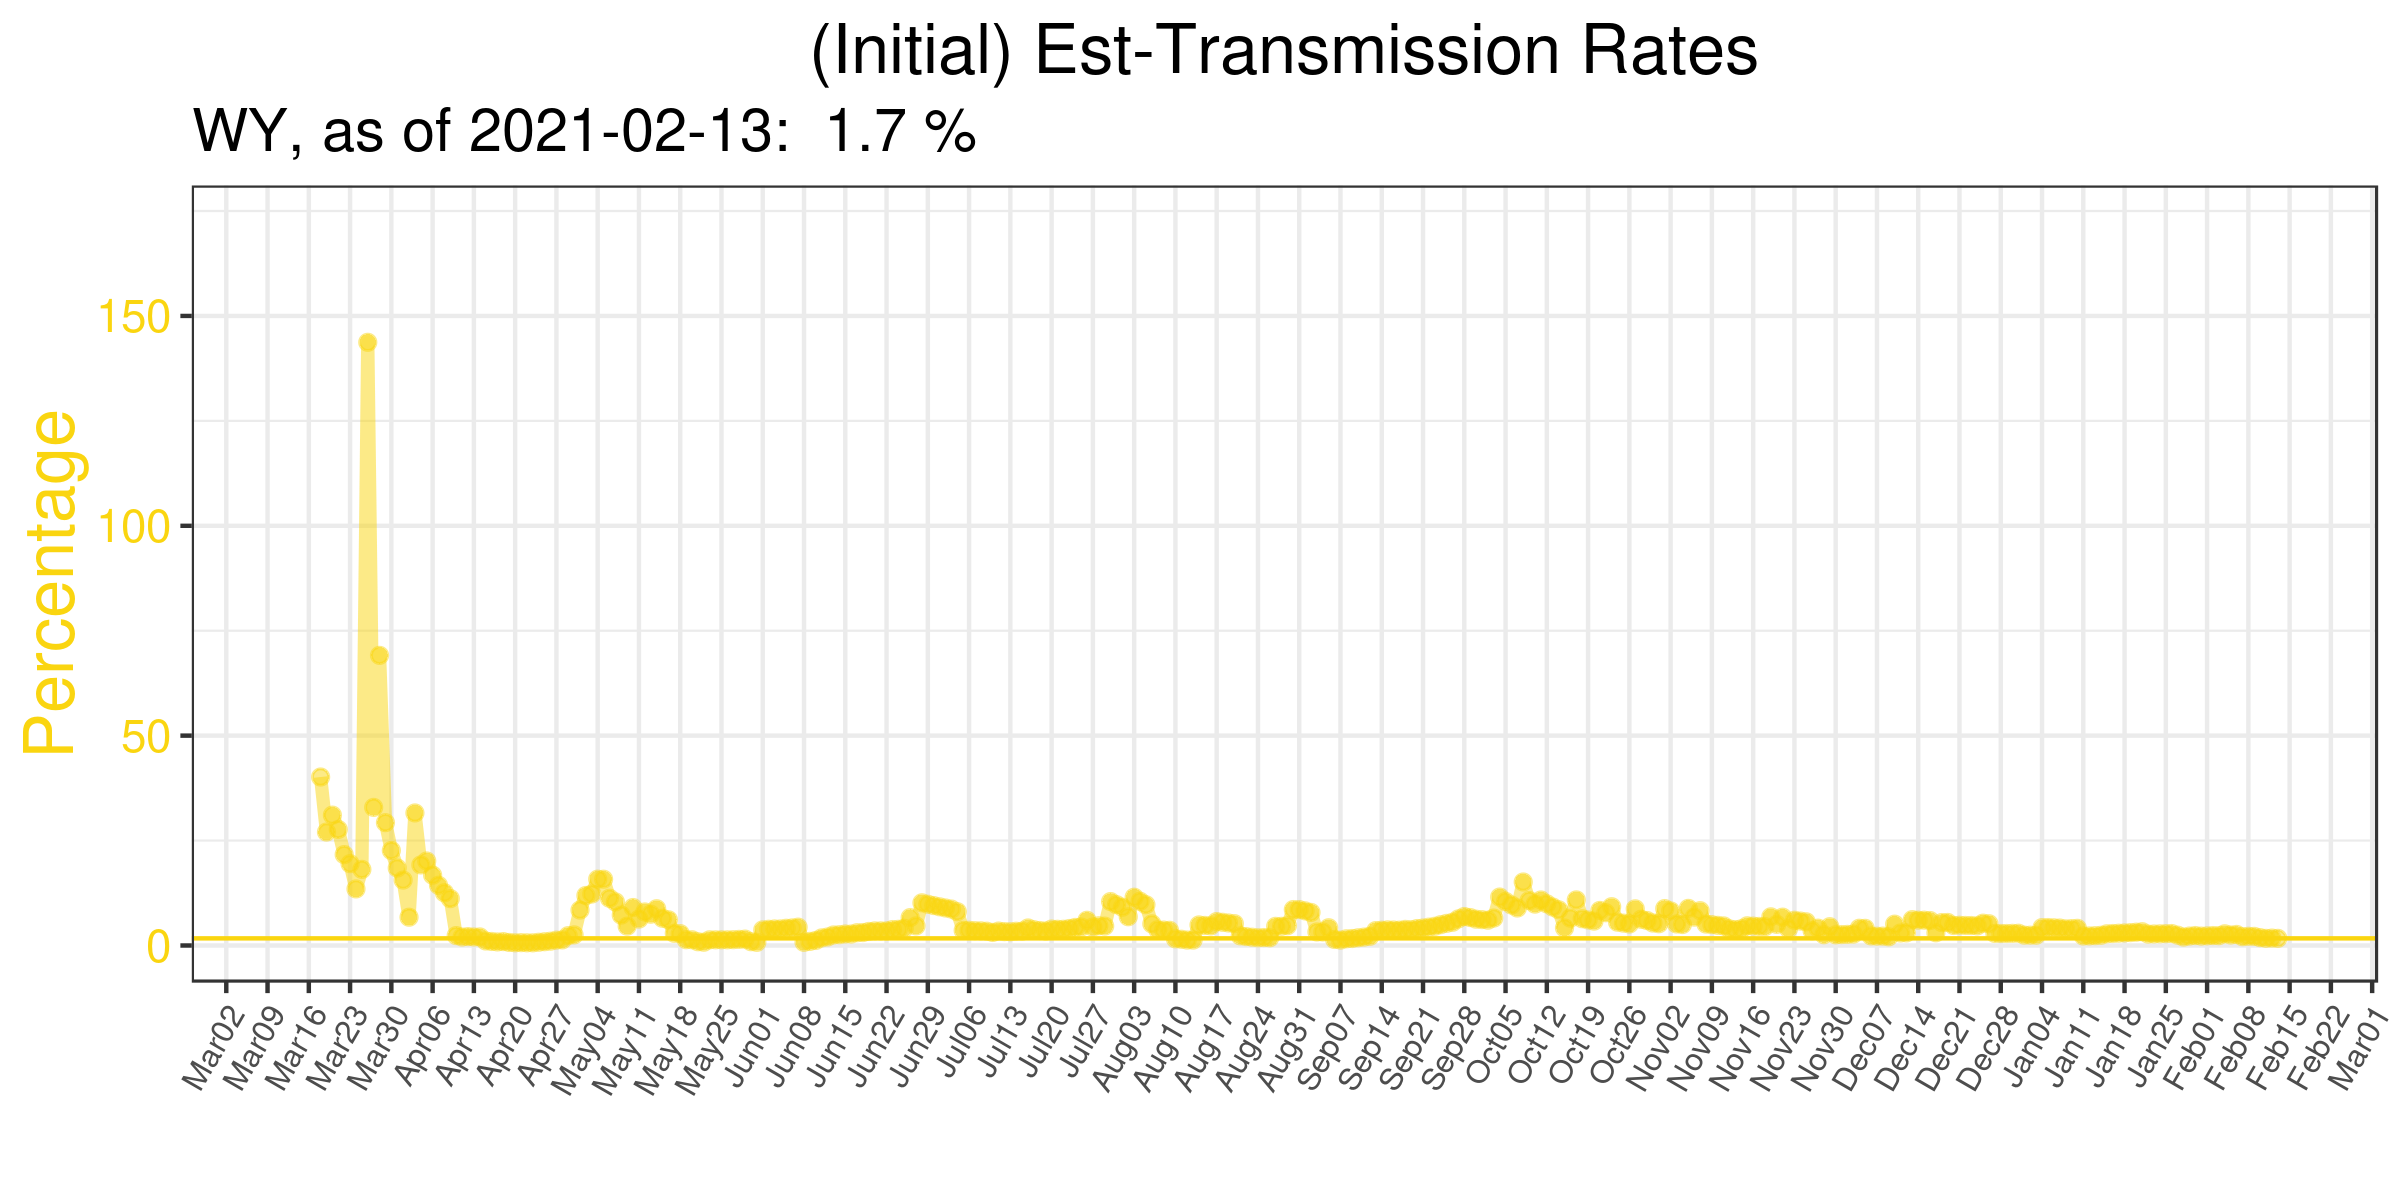 (Initial) Est-Transmission Rates
WY, as of 2021-02-13:  1.7 %
Percentage
150
100
50
0
Mar02
Mar09
Mar16
Mar23
Mar30
Apr06
Apr13
Apr20
Apr27
May04
May11
May18
May25
Jun01
Jun08
Jun15
Jun22
Jun29
Jul06
Jul13
Jul20
Jul27
Aug03
Aug10
Aug17
Aug24
Aug31
Sep07
Sep14
Sep21
Sep28
Oct05
Oct12
Oct19
Oct26
Nov02
Nov09
Nov16
Nov23
Nov30
Dec07
Dec14
Dec21
Dec28
Jan04
Jan11
Jan18
Jan25
Feb01
Feb08
Feb15
Feb22
Mar01